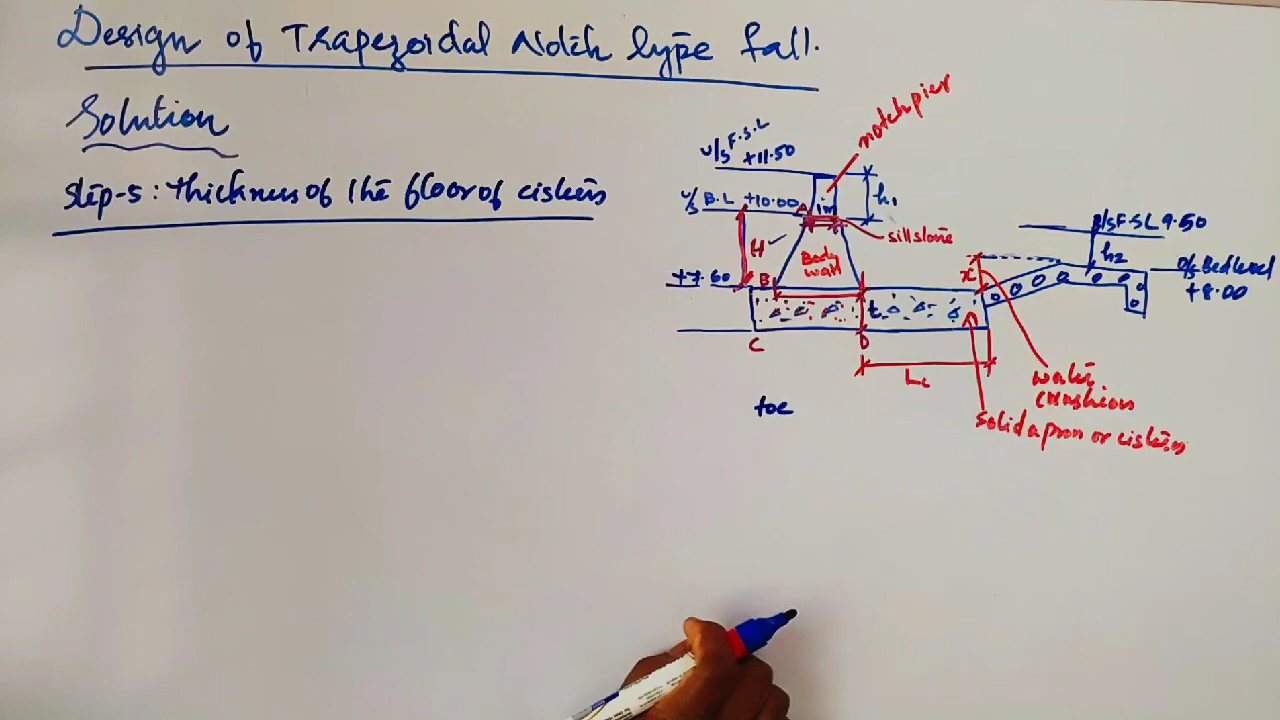 Design of Trapezoidal Notch type fall.
Solution
Step-5: Thickness of the floor of cistern
notch pier
U/S F.S.L
+11.50
U/S B.L +10.00
A
1m
h₁
sill stone
H
Body
wall
+7.60
B
t
C
D
Lc
x
D/S F.S.L 9.50
h2
D/S Bed level
+8.00
water
cushion
Solid apron or cistern
toe